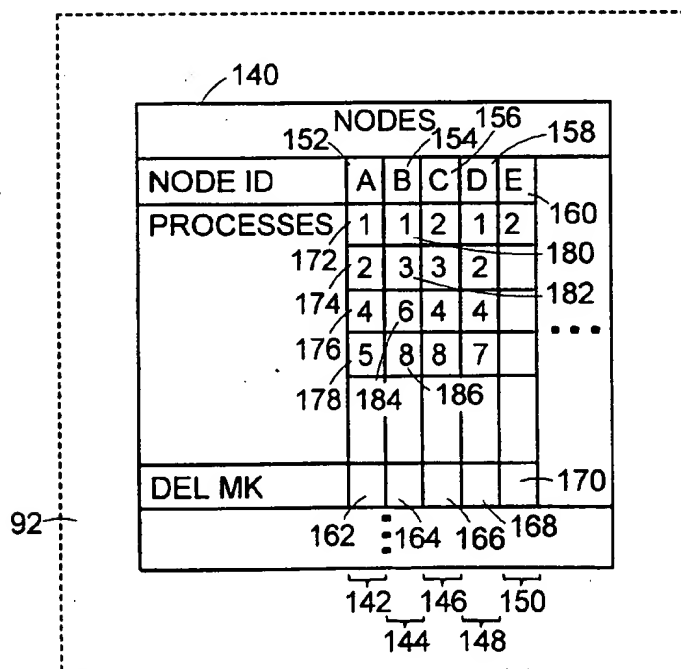 140
NODES 156
152 154 158
NODE ID A B C D E
160
PROCESSES 1 1 2 1 2
172 180
2 3 3 2
174 182
4 6 4 4
176
5 8 8 7
178 184 186
DEL MK 170
92 162 164 166 168
142 146 150
144 148